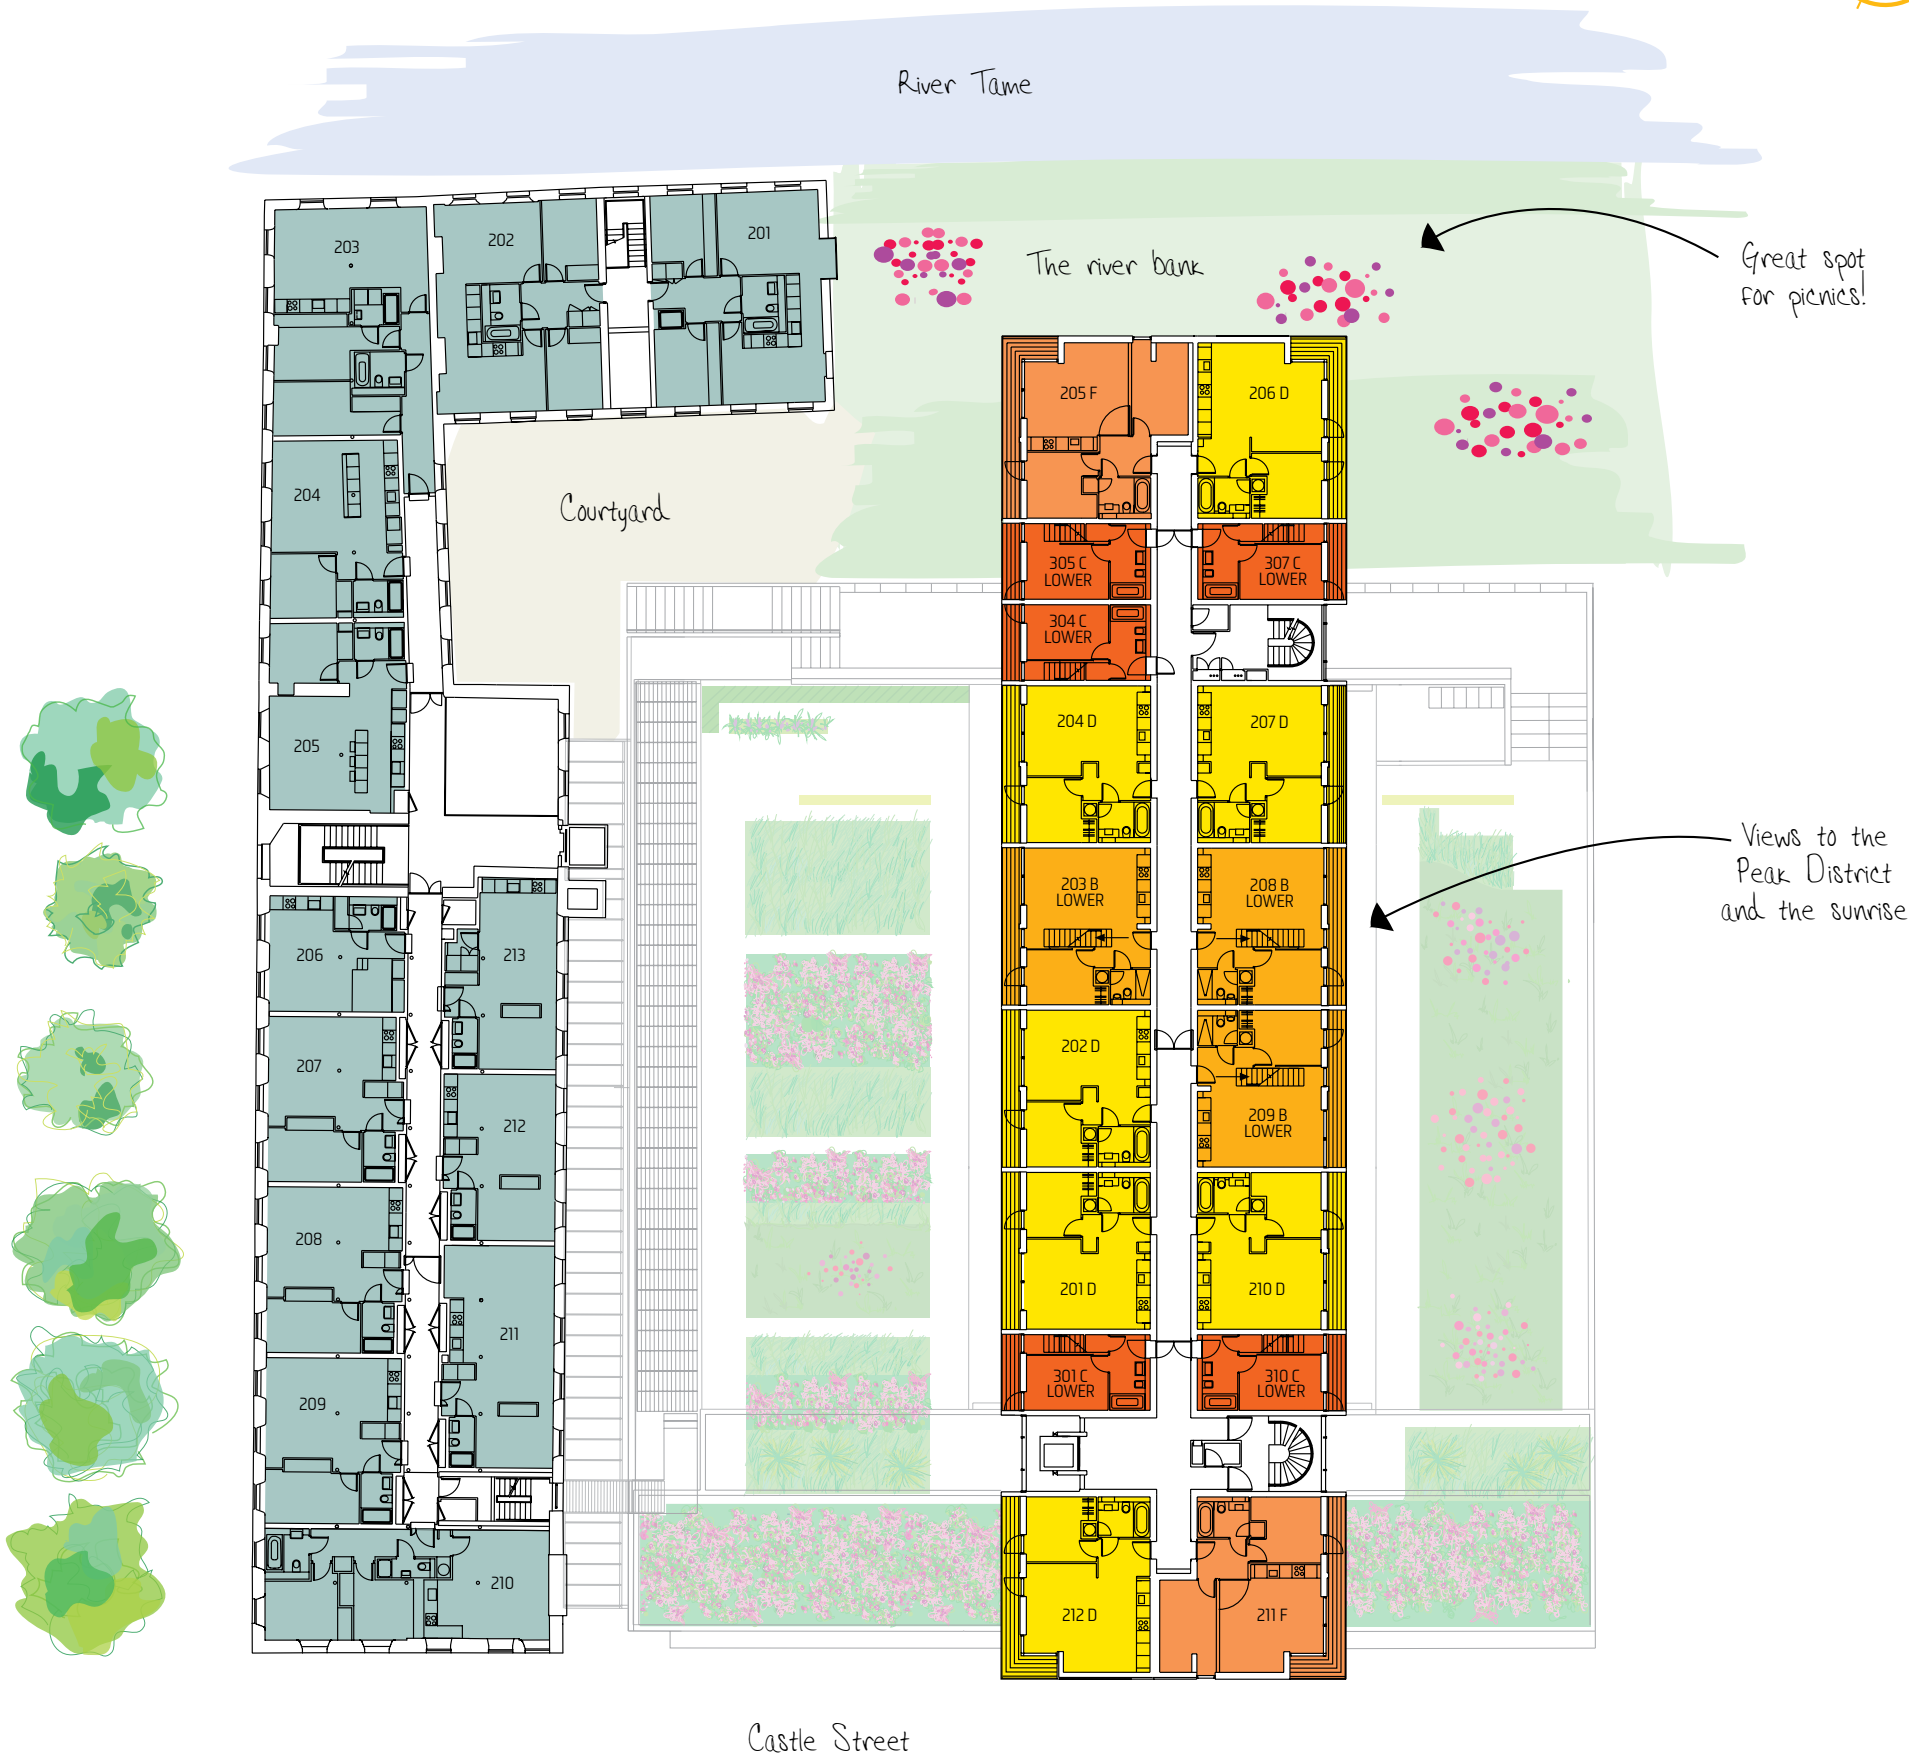 River Tame
The river bank
Great spot
for picnics!
203
202
201
204
Courtyard
205
206
213
207
212
208
211
209
210
205 F
206 D
305 C
LOWER
307 C
LOWER
304 C
LOWER
204 D
207 D
203 B
LOWER
208 B
LOWER
202 D
209 B
LOWER
201 D
210 D
301 C
LOWER
310 C
LOWER
212 D
211 F
Views to the
Peak District
and the sunrise
Castle Street